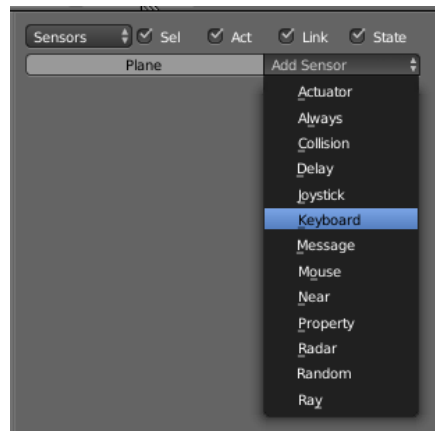 Sensors Sel Act Link State
Plane Add Sensor
Actuator
Always
Collision
Delay
Joystick
Keyboard
Message
Mouse
Near
Property
Radar
Random
Ray